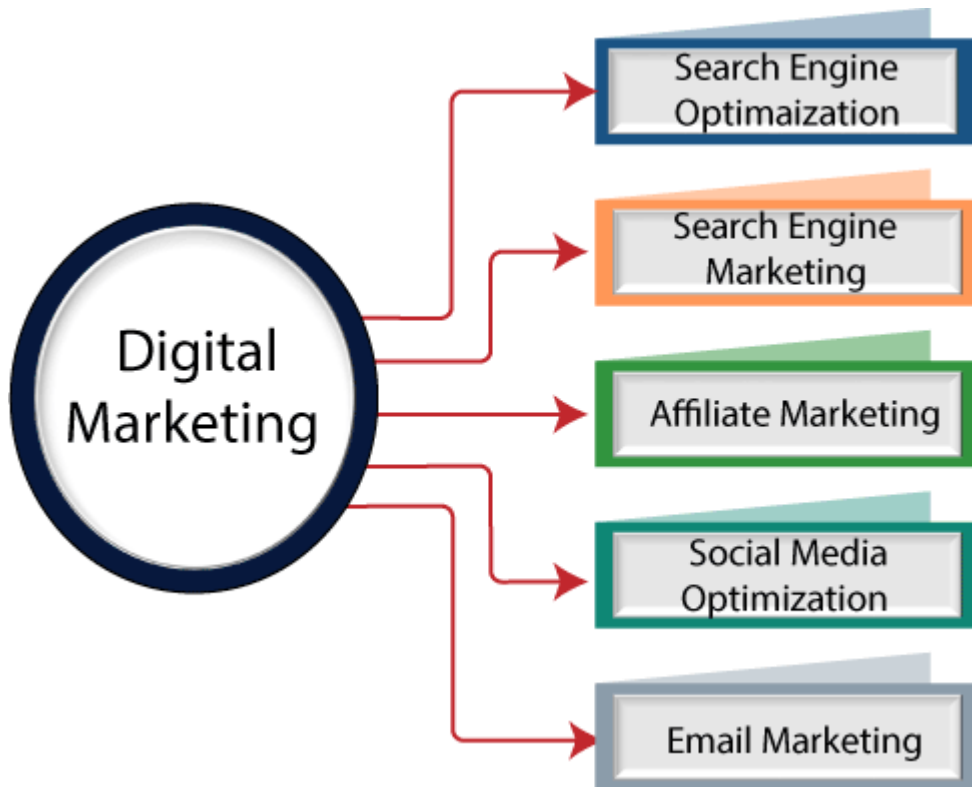 Digital
Marketing
Search Engine
Optimaization
Search Engine
Marketing
Affiliate Marketing
Social Media
Optimization
Email Marketing